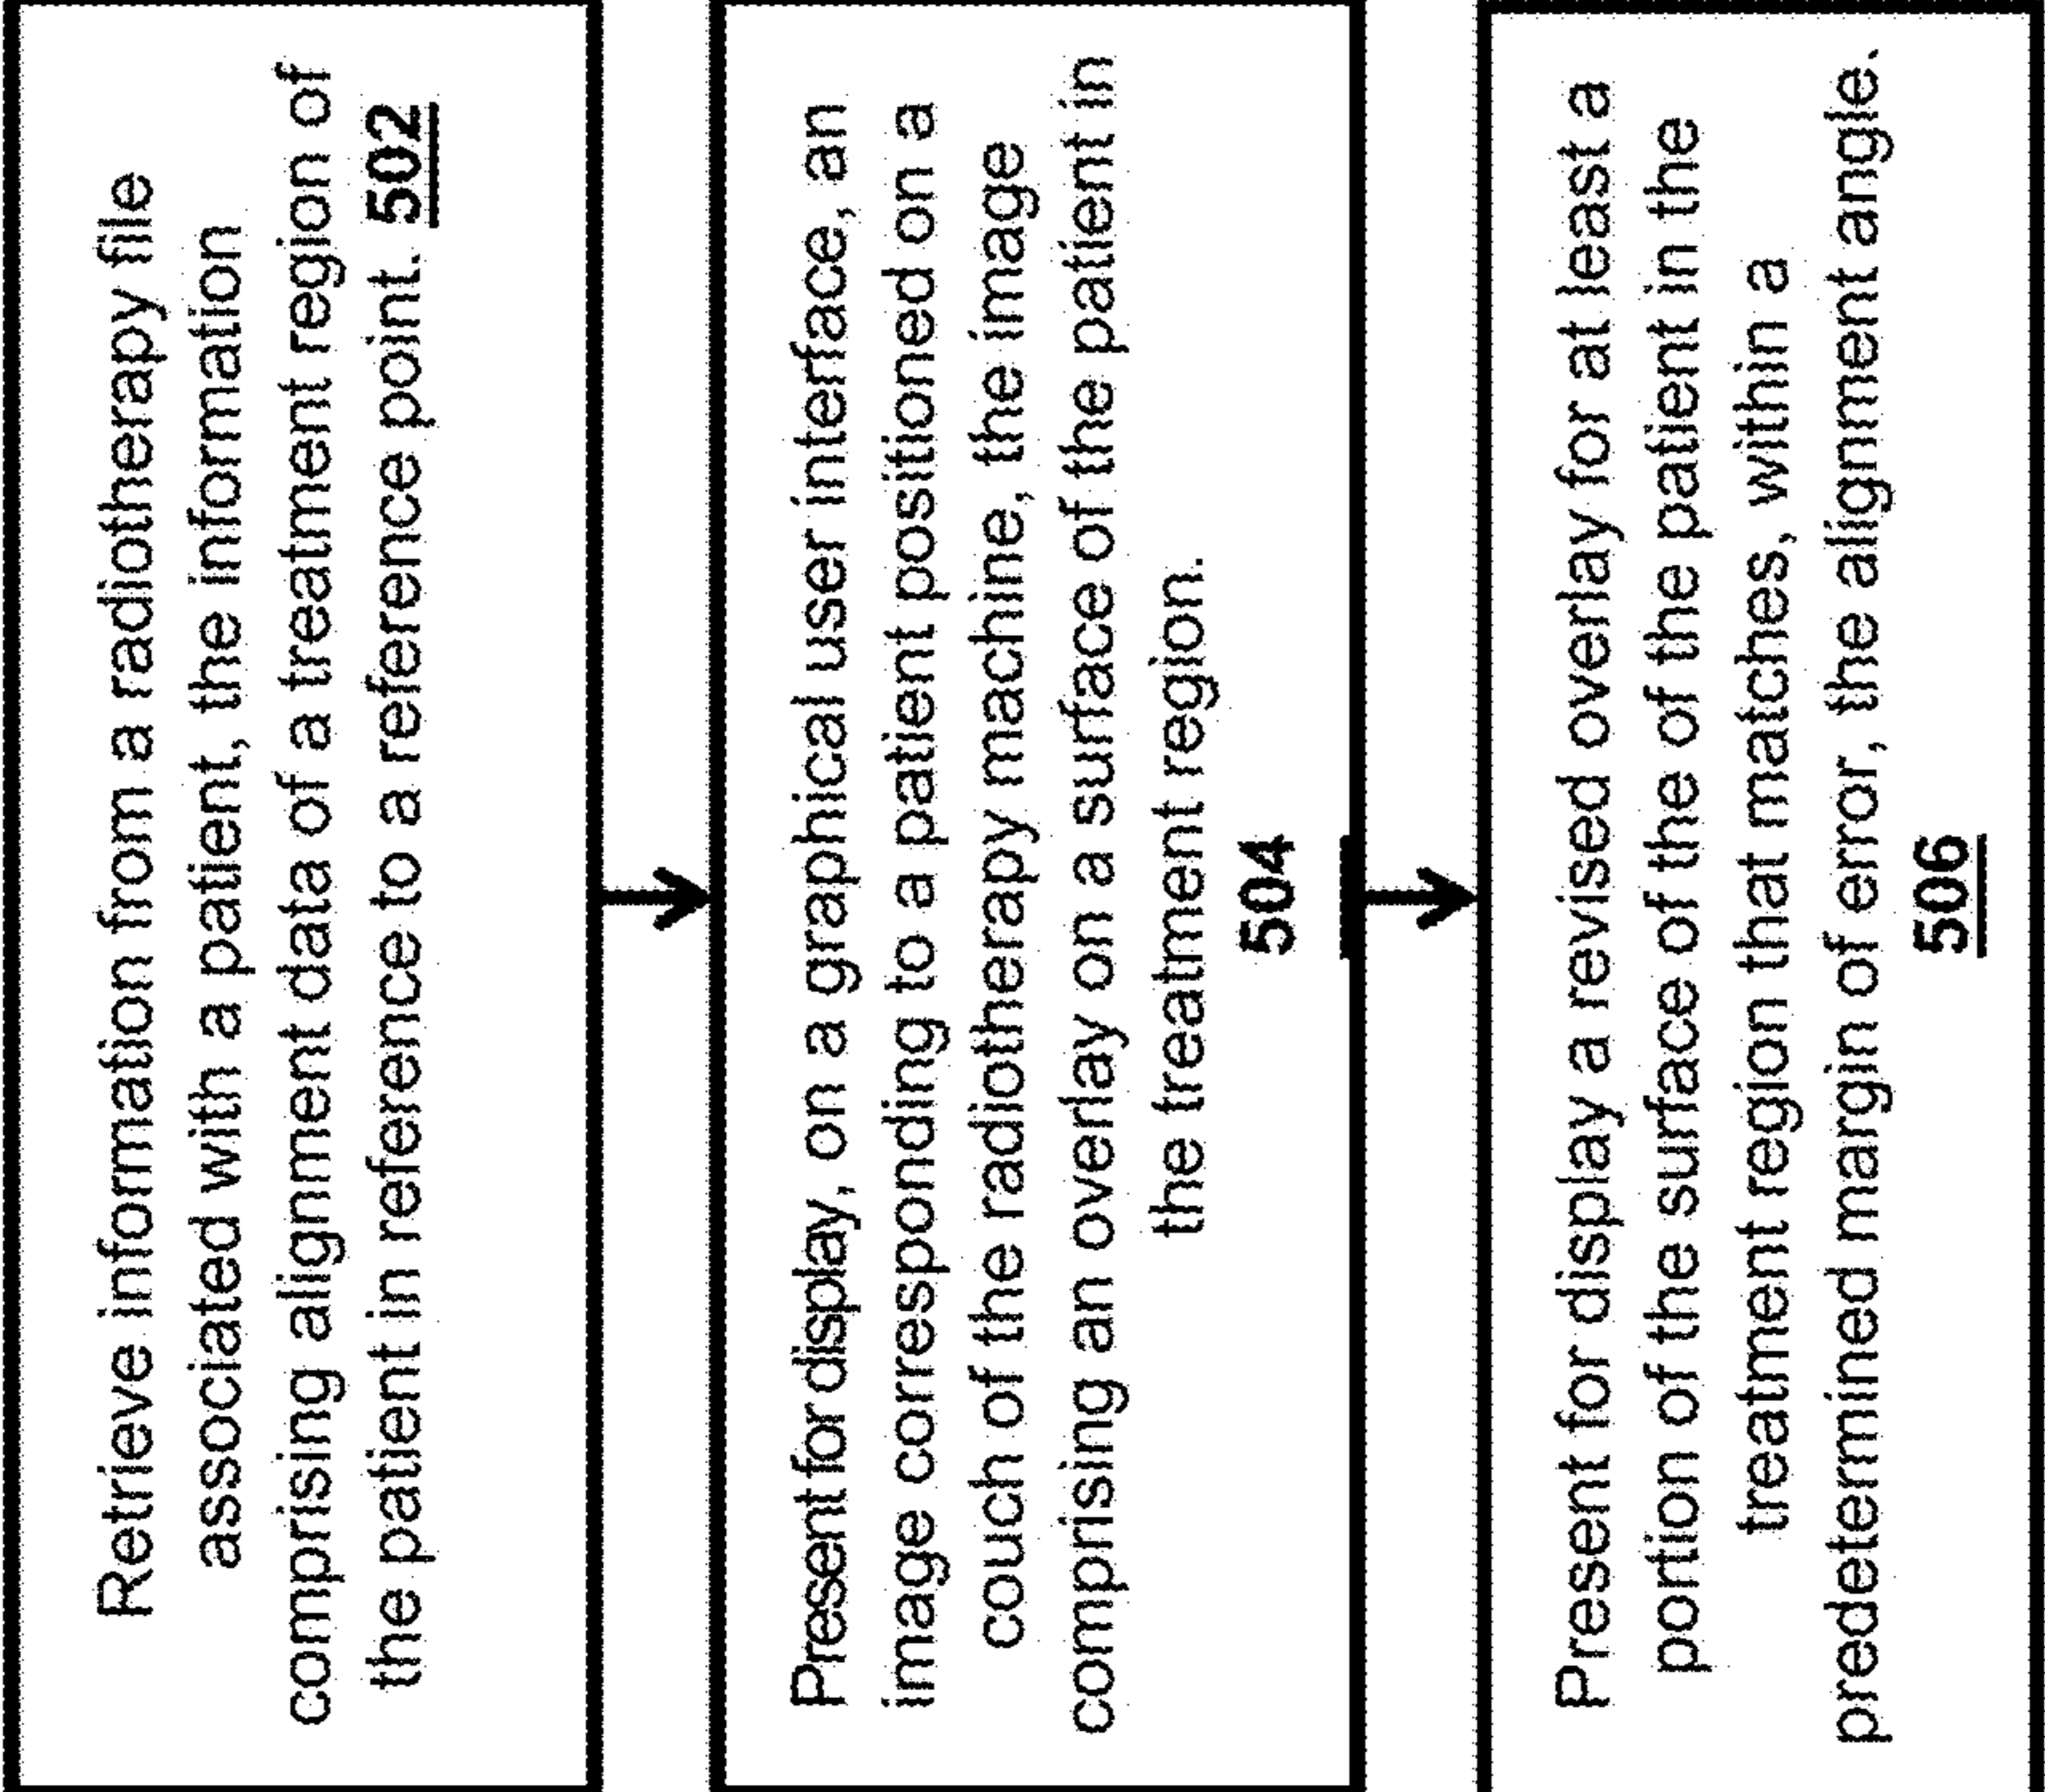 Retrieve information from a radiotherapy file
associated with a patient, the information
comprising alignment data of a treatment region of
the patient in reference to a reference point. 502
Present for display, on a graphical user interface, an
image corresponding to a patient positioned on a
couch of the radiotherapy machine, the image
comprising an overlay on a surface of the patient in
the treatment region.
504
Present for display a revised overlay for at least a
portion of the surface of the of the patient in the
treatment region that matches, within a
predetermined margin of error, the alignment angle.
506